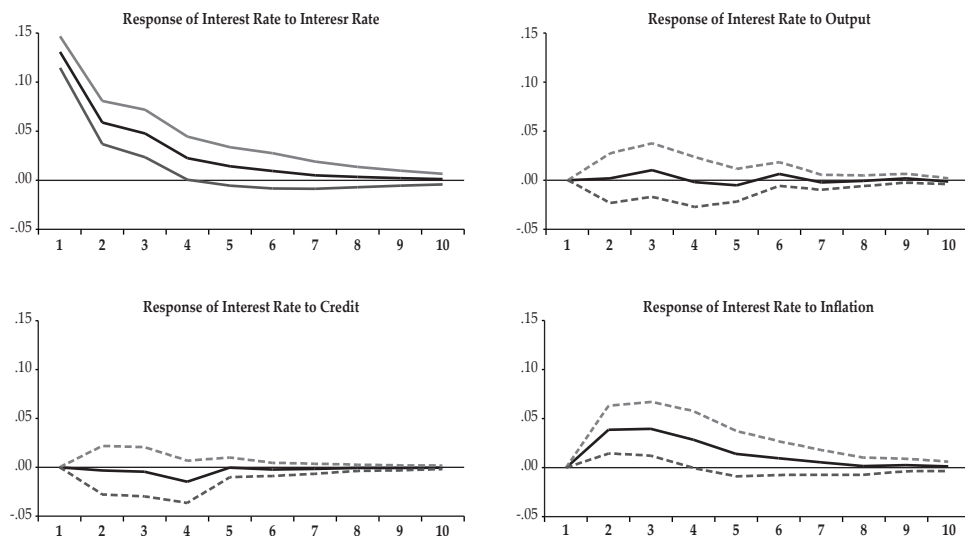 Response of Interest Rate to Interesr Rate
.15
.10
.05
.00
-.05
1 2 3 4 5 6 7 8 9 10
Response of Interest Rate to Output
.15
.10
.05
.00
-.05
1 2 3 4 5 6 7 8 9 10
Response of Interest Rate to Credit
.15
.10
.05
.00
-.05
1 2 3 4 5 6 7 8 9 10
Response of Interest Rate to Inflation
.15
.10
.05
.00
-.05
1 2 3 4 5 6 7 8 9 10